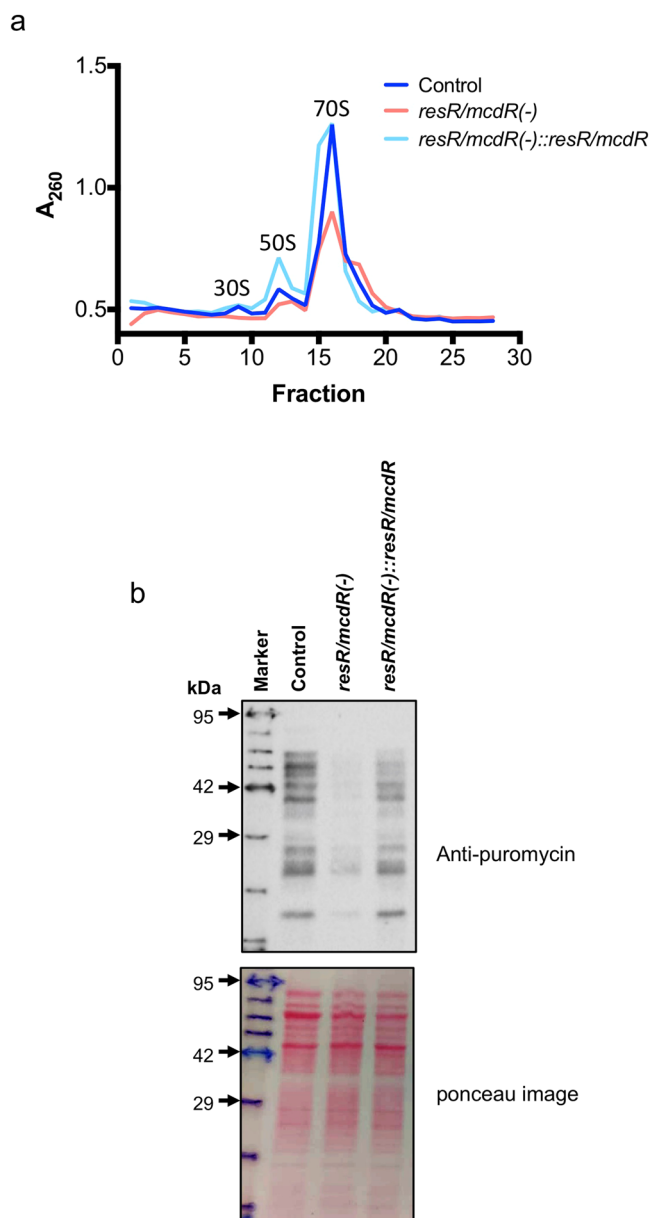 a
1.5
1.0
0.5
A260
0
5
10
15
20
25
30
Fraction
30S
50S
70S
Control
resR/mcdR(-)
resR/mcdR(-)::resR/mcdR
b
kDa
Marker
Control
resR/mcdR(-)
resR/mcdR(-)::resR/mcdR
95
42
29
Anti-puromycin
95
42
29
ponceau image